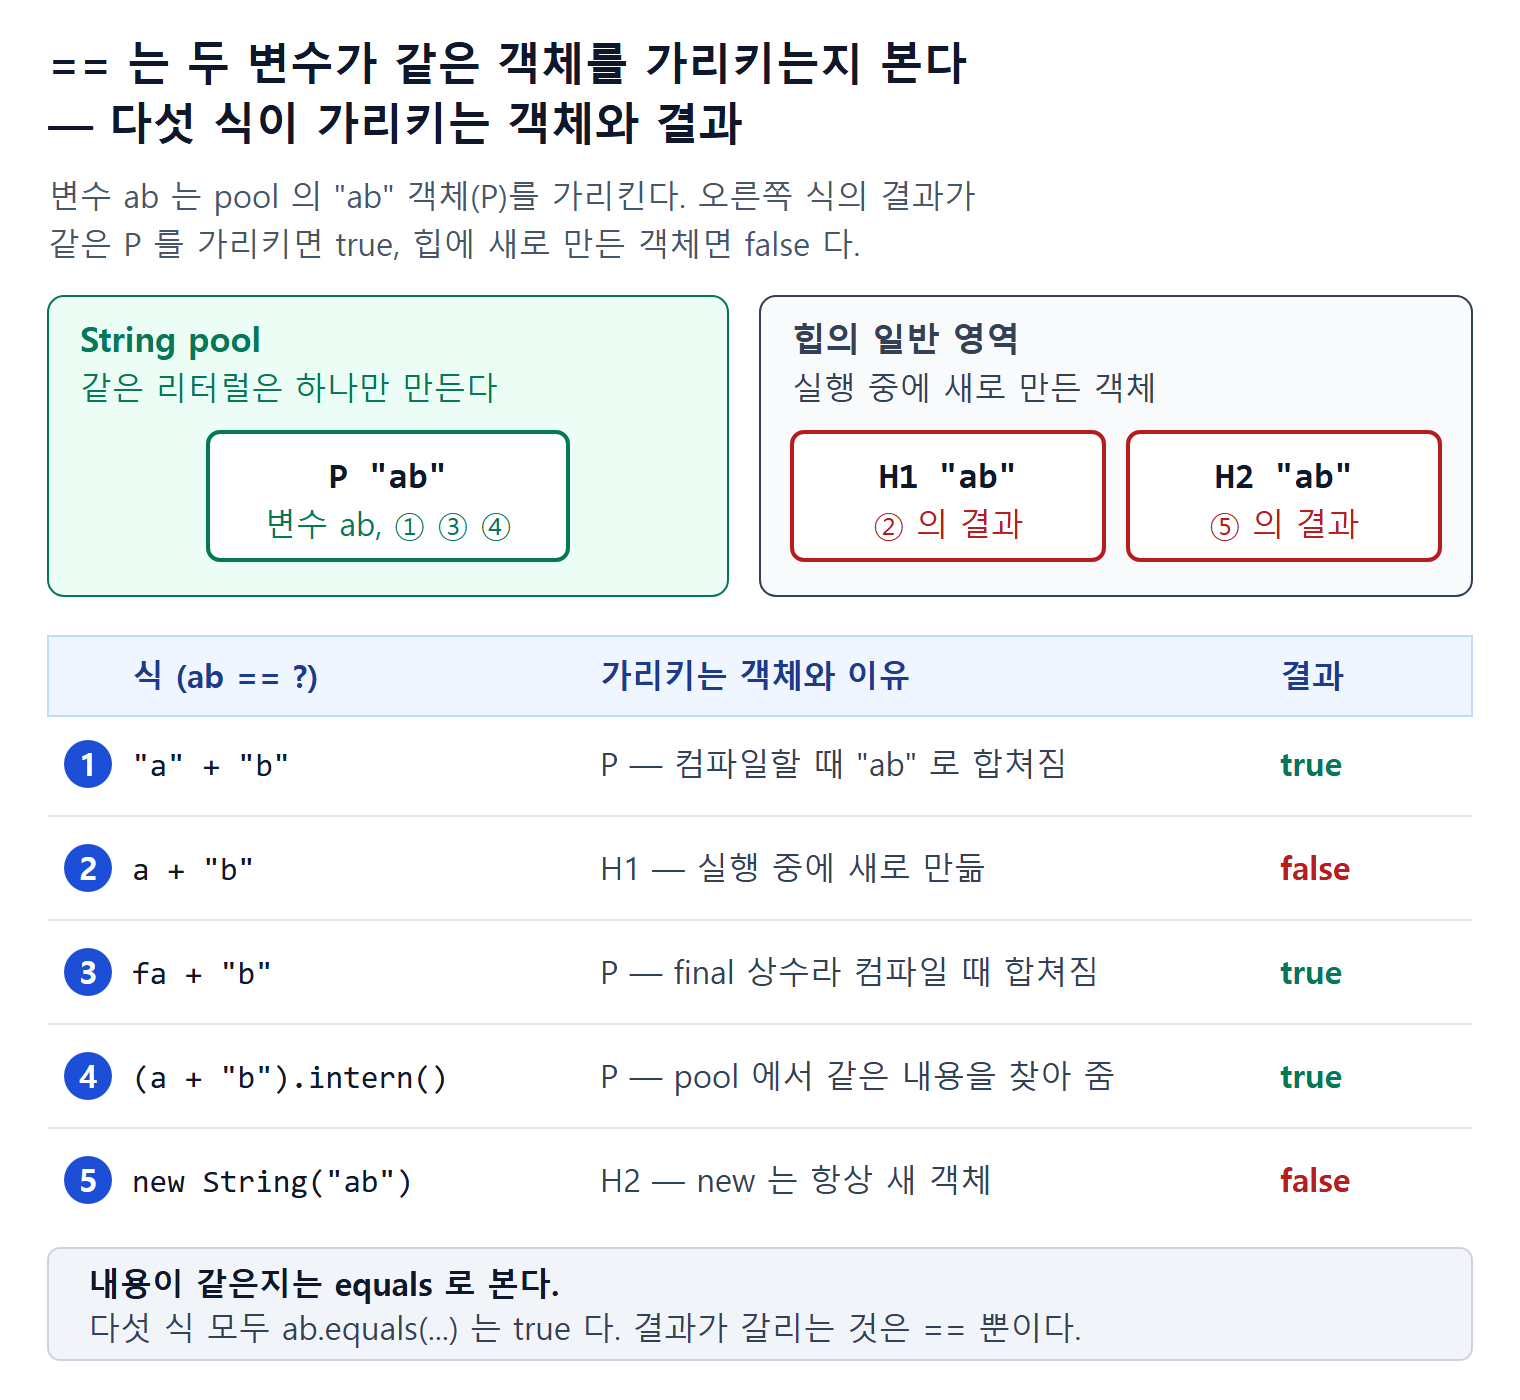 == 는 두 변수가 같은 객체를 가리키는지 본다
— 다섯 식이 가리키는 객체와 결과
변수 ab 는 pool 의 "ab" 객체(P)를 가리킨다. 오른쪽 식의 결과가
같은 P 를 가리키면 true, 힙에 새로 만든 객체면 false 다.
String pool
같은 리터럴은 하나만 만든다
P "ab"
변수 ab, ① ③ ④
힙의 일반 영역
실행 중에 새로 만든 객체
H1 "ab"
② 의 결과
H2 "ab"
⑤ 의 결과
식 (ab == ?) 가리키는 객체와 이유 결과
1 "a" + "b" P — 컴파일할 때 "ab" 로 합쳐짐 true
2 a + "b" H1 — 실행 중에 새로 만듦 false
3 fa + "b" P — final 상수라 컴파일 때 합쳐짐 true
4 (a + "b").intern() P — pool 에서 같은 내용을 찾아 줌 true
5 new String("ab") H2 — new 는 항상 새 객체 false
내용이 같은지는 equals 로 본다.
다섯 식 모두 ab.equals(...) 는 true 다. 결과가 갈리는 것은 == 뿐이다.